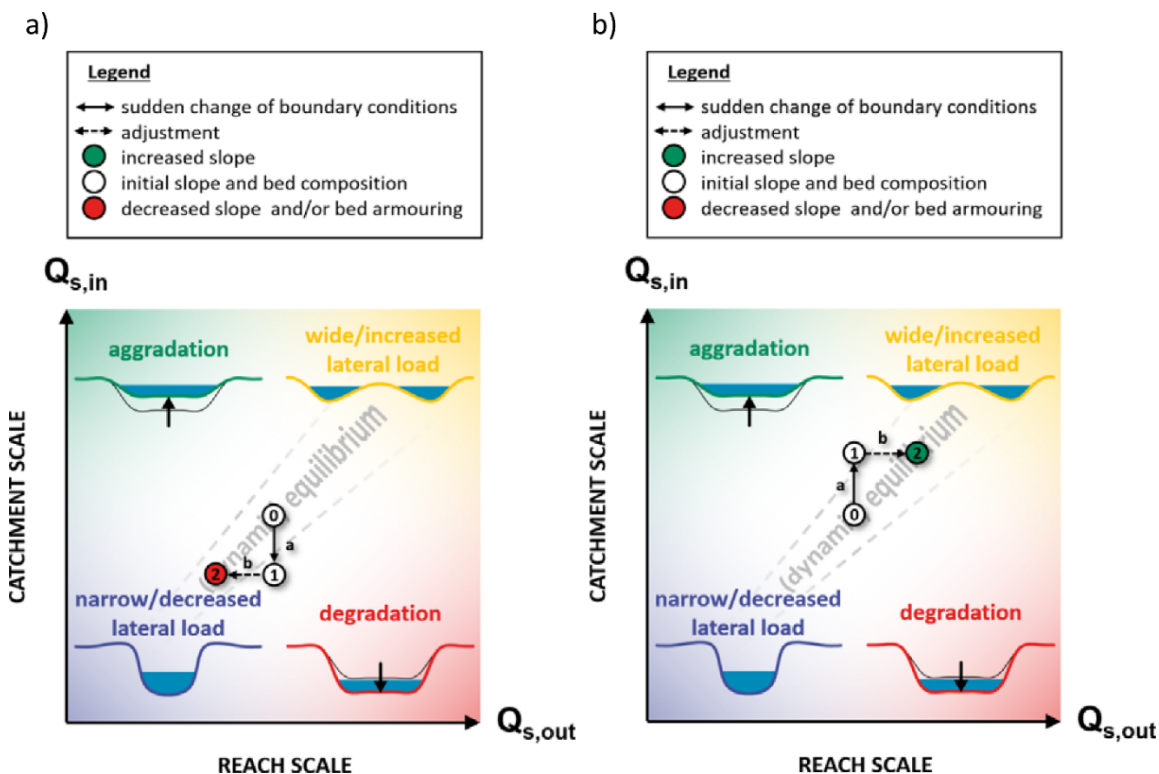 a)
Legend
sudden change of boundary conditions
adjustment
increased slope
initial slope and bed composition
decreased slope and/or bed armouring
Qs,in
CATCHMENT SCALE
aggradation
wide/increased
lateral load
(dynamic) equilibrium
0
a
1
b
2
narrow/decreased
lateral load
degradation
Qs,out
REACH SCALE
b)
Legend
sudden change of boundary conditions
adjustment
increased slope
initial slope and bed composition
decreased slope and/or bed armouring
Qs,in
CATCHMENT SCALE
aggradation
wide/increased
lateral load
(dynamic) equilibrium
1
b
2
a
0
narrow/decreased
lateral load
degradation
Qs,out
REACH SCALE